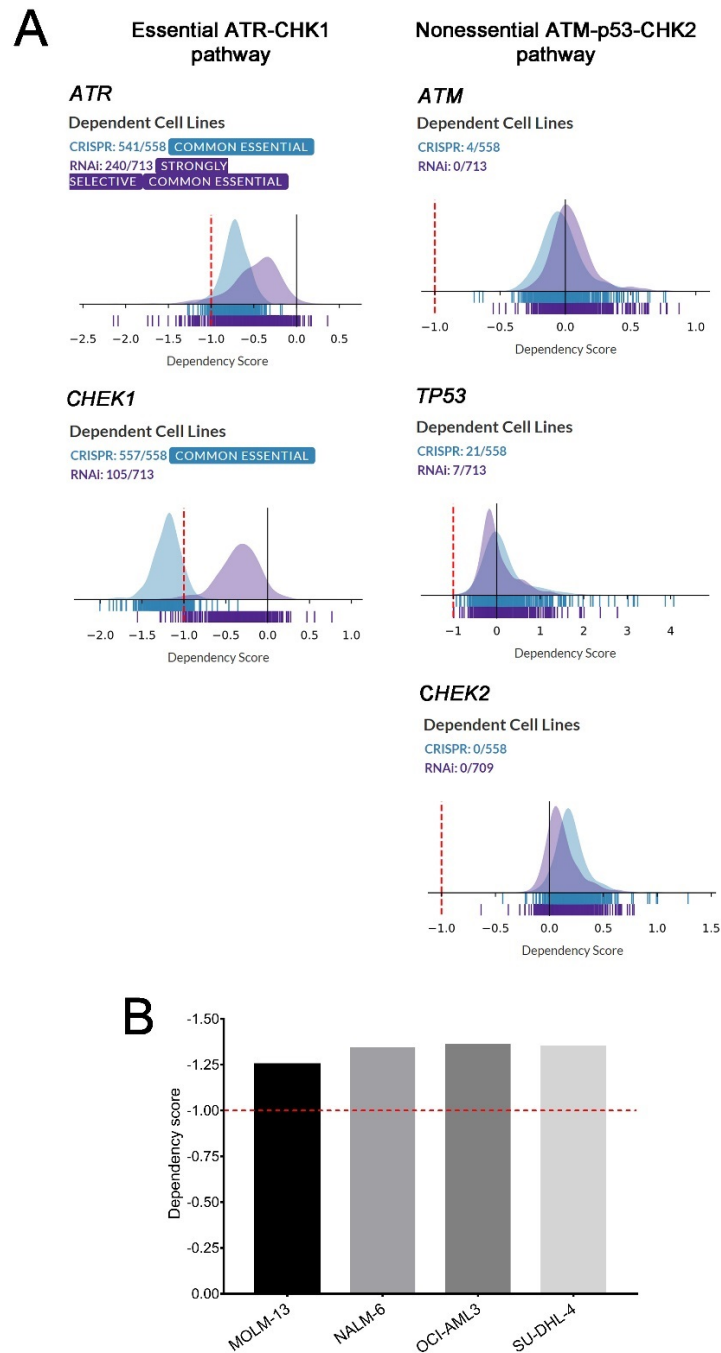 A
Essential ATR-CHK1
pathway
Nonessential ATM-p53-CHK2
pathway
ATR
Dependent Cell Lines
CRISPR: 541/558 COMMON ESSENTIAL
RNAi: 240/713 STRONGLY
SELECTIVE COMMON ESSENTIAL
−2.5 −2.0 −1.5 −1.0 −0.5 0.0 0.5
Dependency Score
ATM
Dependent Cell Lines
CRISPR: 4/558
RNAi: 0/713
−1.0 −0.5 0.0 0.5 1.0
Dependency Score
CHEK1
Dependent Cell Lines
CRISPR: 557/558 COMMON ESSENTIAL
RNAi: 105/713
−2.0 −1.5 −1.0 −0.5 0.0 0.5 1.0
Dependency Score
TP53
Dependent Cell Lines
CRISPR: 21/558
RNAi: 7/713
−1 0 1 2 3 4
Dependency Score
CHEK2
Dependent Cell Lines
CRISPR: 0/558
RNAi: 0/709
−1.0 −0.5 0.0 0.5 1.0 1.5
Dependency Score
B
Dependency score
-1.50
-1.25
-1.00
-0.75
-0.50
-0.25
0.00
MOLM-13
NALM-6
OCI-AML3
SU-DHL-4